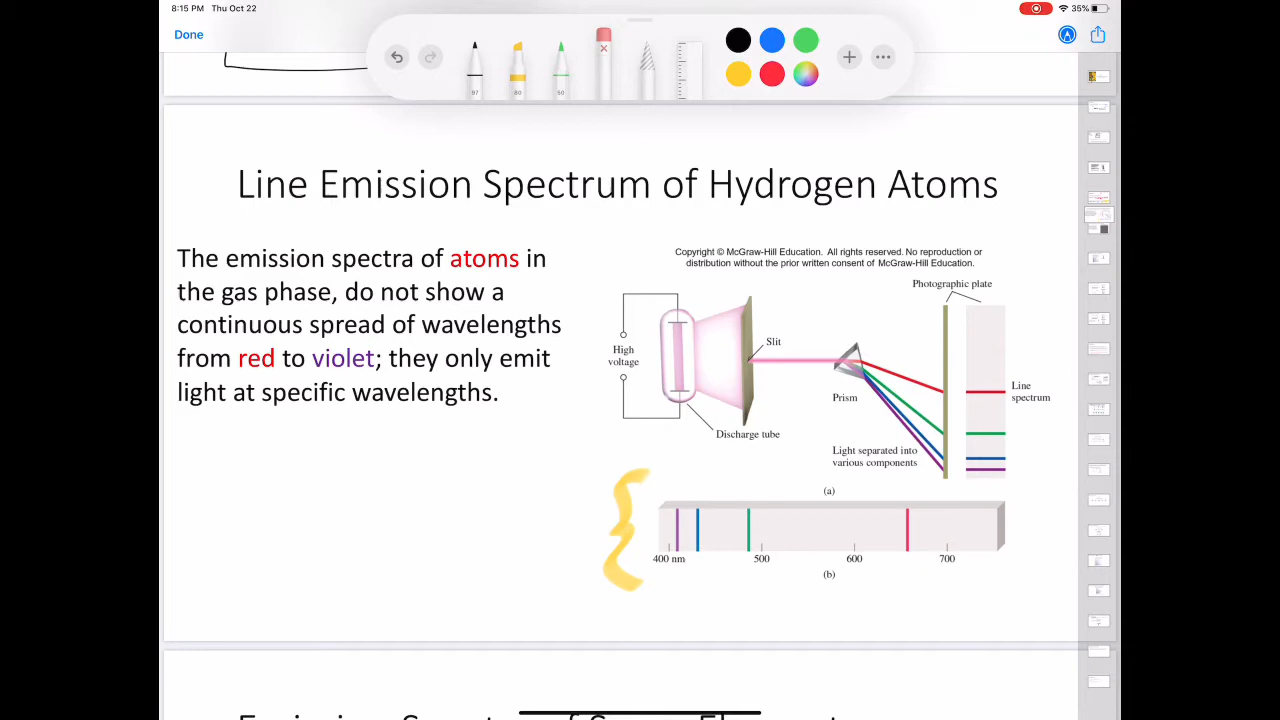 8:15 PM Thu Oct 22
35%
Done
97
80
50
Line Emission Spectrum of Hydrogen Atoms
The emission spectra of atoms in
the gas phase, do not show a
continuous spread of wavelengths
from red to violet; they only emit
light at specific wavelengths.
Copyright © McGraw-Hill Education. All rights reserved. No reproduction or
distribution without the prior written consent of McGraw-Hill Education.
Photographic plate
Slit
High
voltage
Prism
Line
spectrum
Discharge tube
Light separated into
various components
(a)
400 nm 500 600 700
(b)